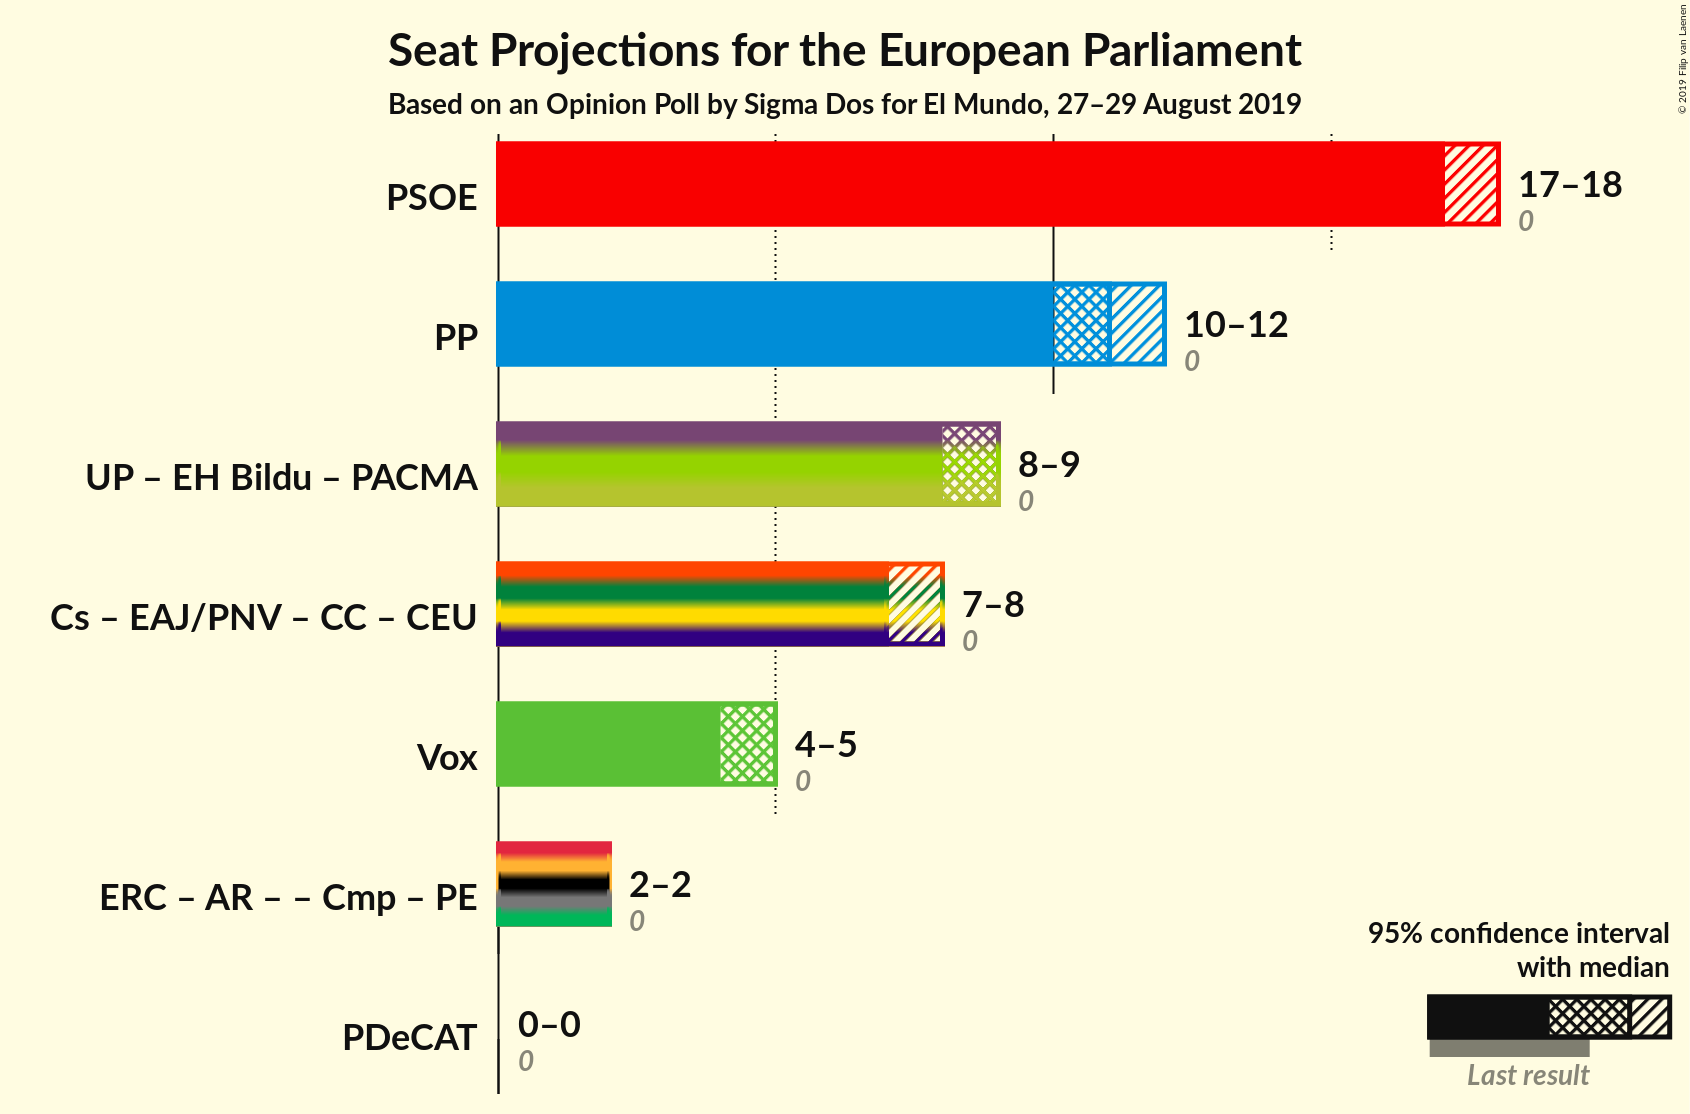 Seat Projections for the European Parliament
Based on an Opinion Poll by Sigma Dos for El Mundo, 27–29 August 2019
© 2019 Filip van Laenen
PSOE
17–18
0
PP
10–12
0
UP – EH Bildu – PACMA
8–9
0
Cs – EAJ/PNV – CC – CEU
7–8
0
Vox
4–5
0
ERC – AR – – Cmp – PE
2–2
0
PDeCAT
0–0
0
95% confidence interval
with median
Last result